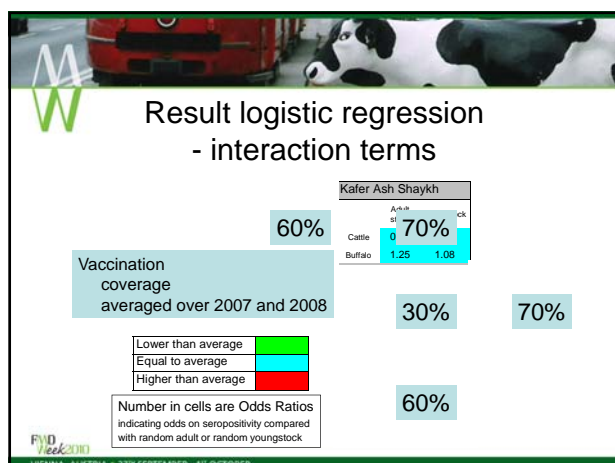 Result logistic regression
- interaction terms
Kafer Ash Shaykh
60%
70%
Cattle
Buffalo 1.25 1.08
Vaccination
coverage
averaged over 2007 and 2008
30% 70%
Lower than average
Equal to average
Higher than average
60%
Number in cells are Odds Ratios
indicating odds on seropositivity compared
with random adult or random youngstock
FMD
Week2010
VIENNA